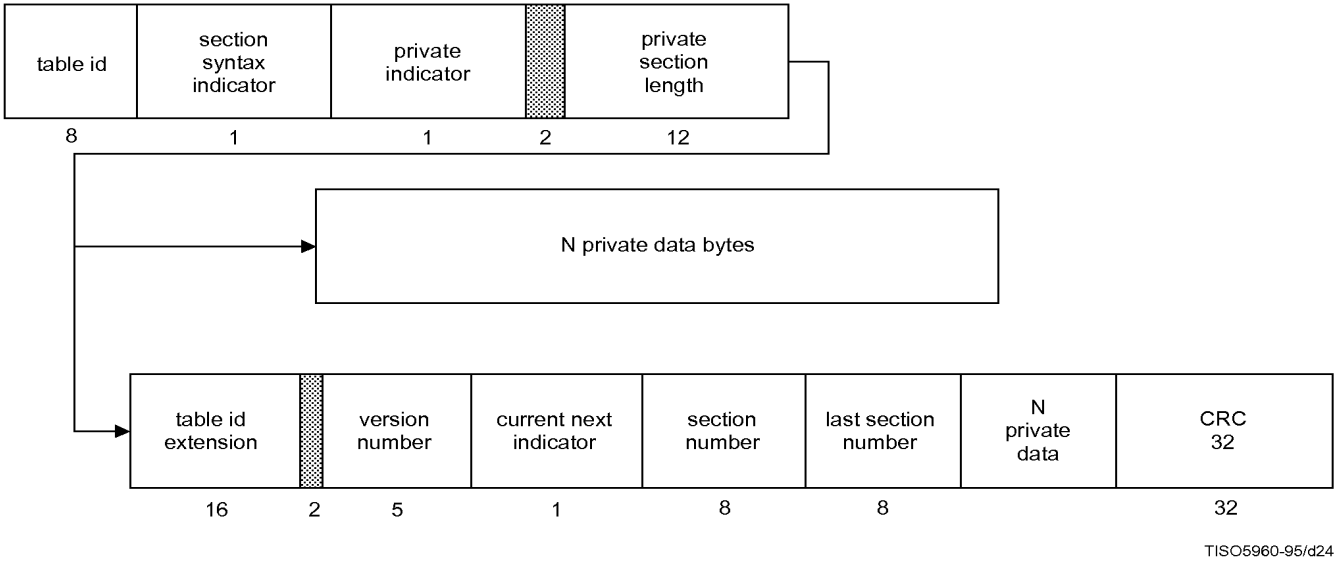 table id
section
syntax
indicator
private
indicator
private
section
length
8
1
1
2
12
N private data bytes
table id
extension
version
number
current next
indicator
section
number
last section
number
N
private
data
CRC
32
16
2
5
1
8
8
32
TISO5960-95/d24